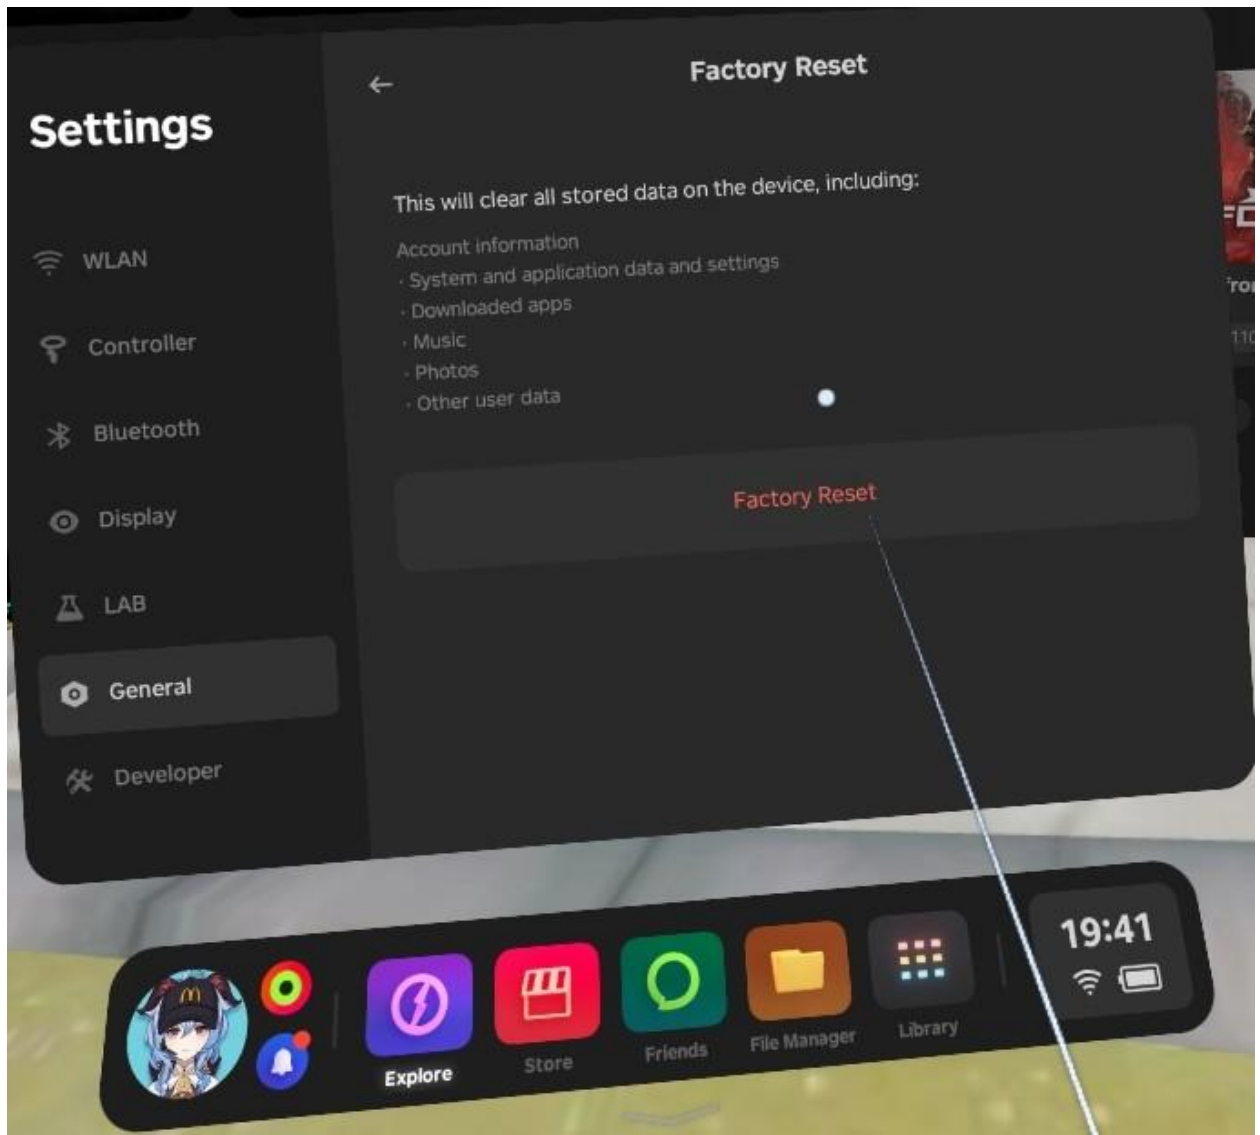 Factory Reset
Settings
This will clear all stored data on the device, including:
Account information
· System and application data and settings
· Downloaded apps
· Music
· Photos
· Other user data
Factory Reset
WLAN
Controller
Bluetooth
Display
LAB
General
Developer
110
19:41
Explore
Store
Friends
File Manager
Library